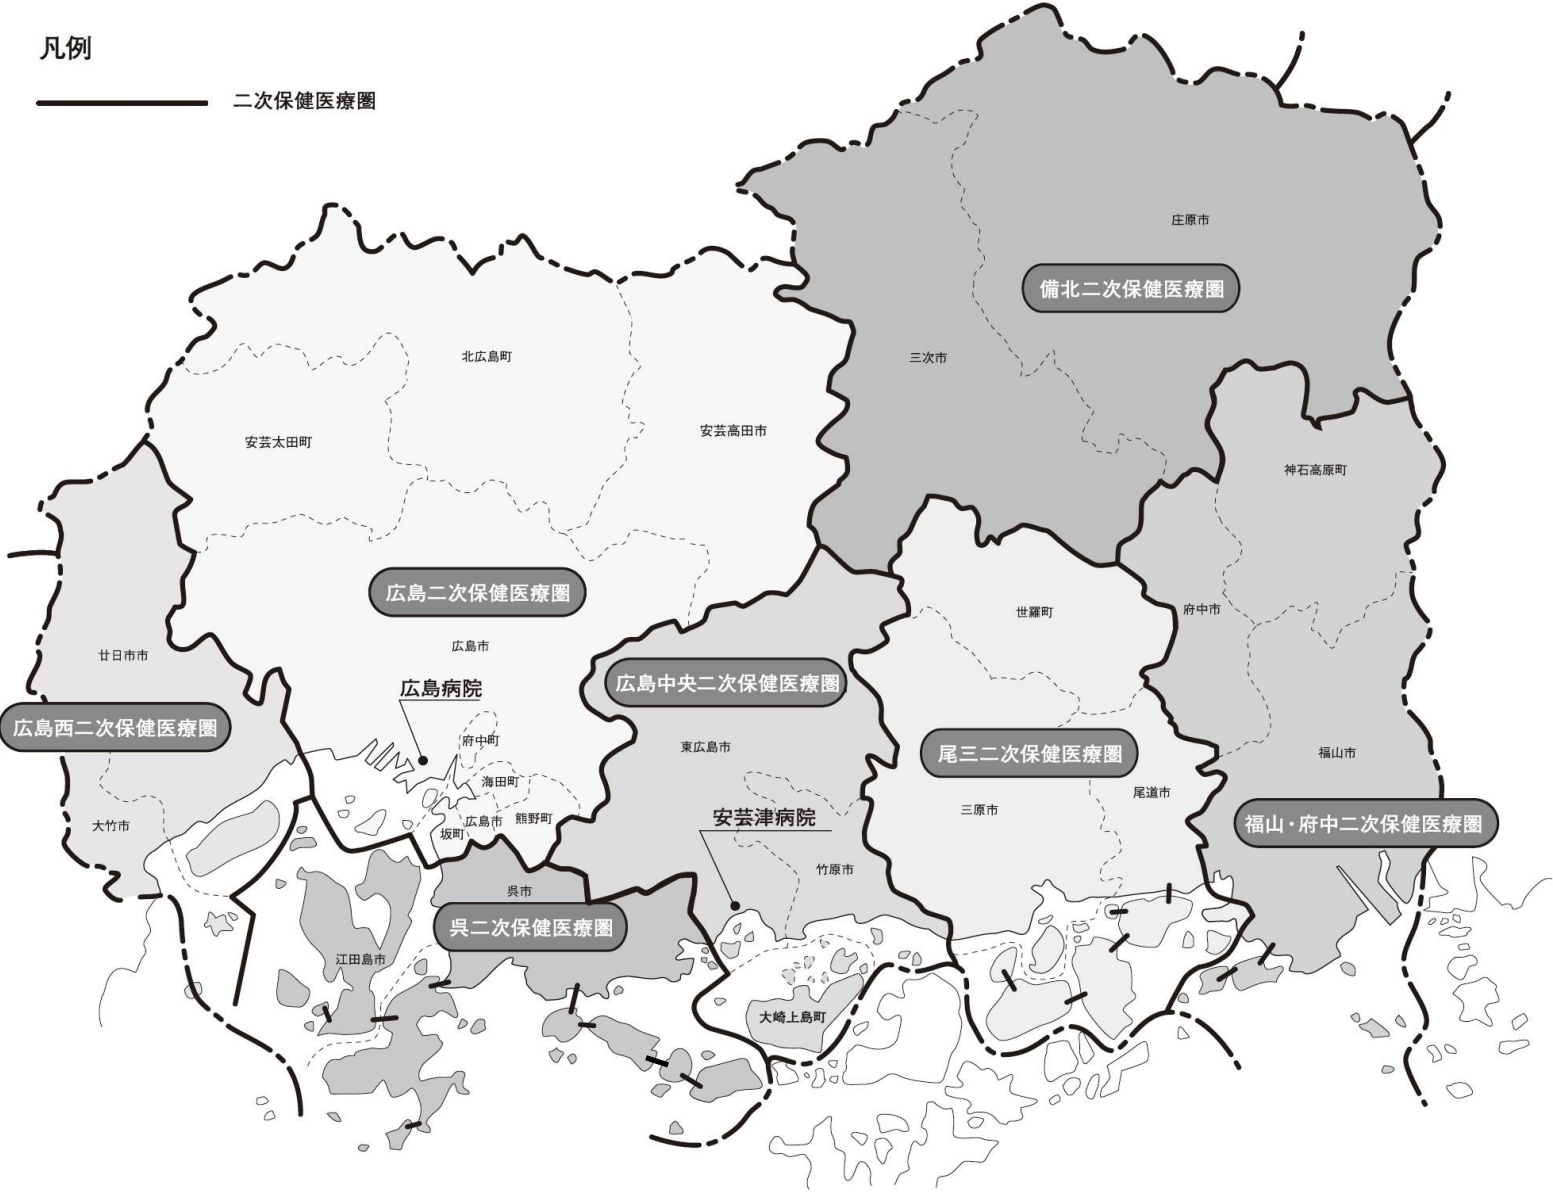 凡例
二次保健医療圏
庄原市
備北二次保健医療圏
三次市
北広島町
安芸高田市
安芸太田町
神石高原町
広島二次保健医療圏
世羅町
府中市
広島市
廿日市市
広島病院
広島中央二次保健医療圏
広島西二次保健医療圏
府中町
東広島市
尾三二次保健医療圏
福山市
海田町
尾道市
大竹市
広島市
熊野町
坂町
安芸津病院
三原市
福山・府中二次保健医療圏
竹原市
呉市
呉二次保健医療圏
江田島市
大崎上島町